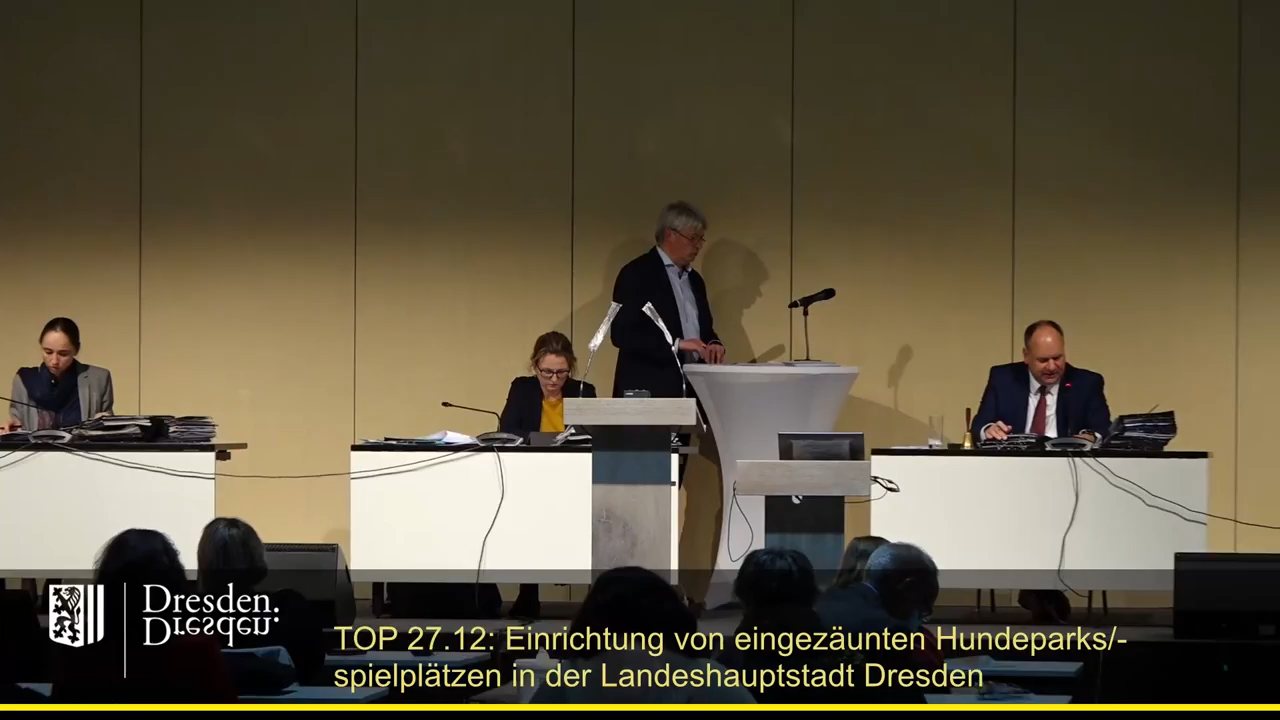 Dresden.
Dresden.
TOP 27.12: Einrichtung von eingezäunten Hundeparks/-
spielplätzen in der Landeshauptstadt Dresden